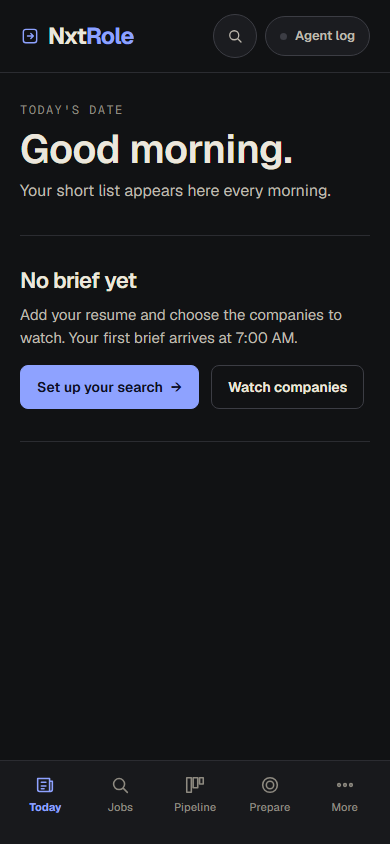 NxtRole
Agent log
TODAY'S DATE
Good morning.
Your short list appears here every morning.
No brief yet
Add your resume and choose the companies to
watch. Your first brief arrives at 7:00 AM.
Set up your search →
Watch companies
Today
Jobs
Pipeline
Prepare
More